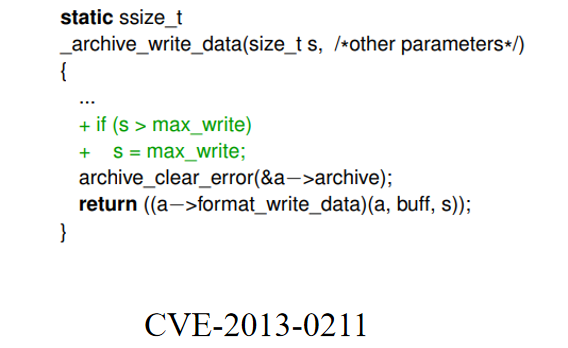 static ssize_t
_archive_write_data(size_t s, /*other parameters*/)
{
...
+ if (s > max_write)
+ s = max_write;
archive_clear_error(&a−>archive);
return ((a−>format_write_data)(a, buff, s));
}
CVE-2013-0211